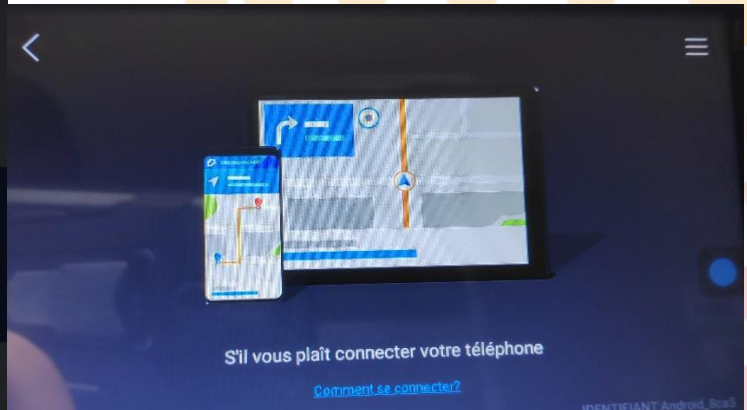 S'il vous plaît connecter votre téléphone
Comment se connecter?
IDENTIFIANT:Android_8ca5